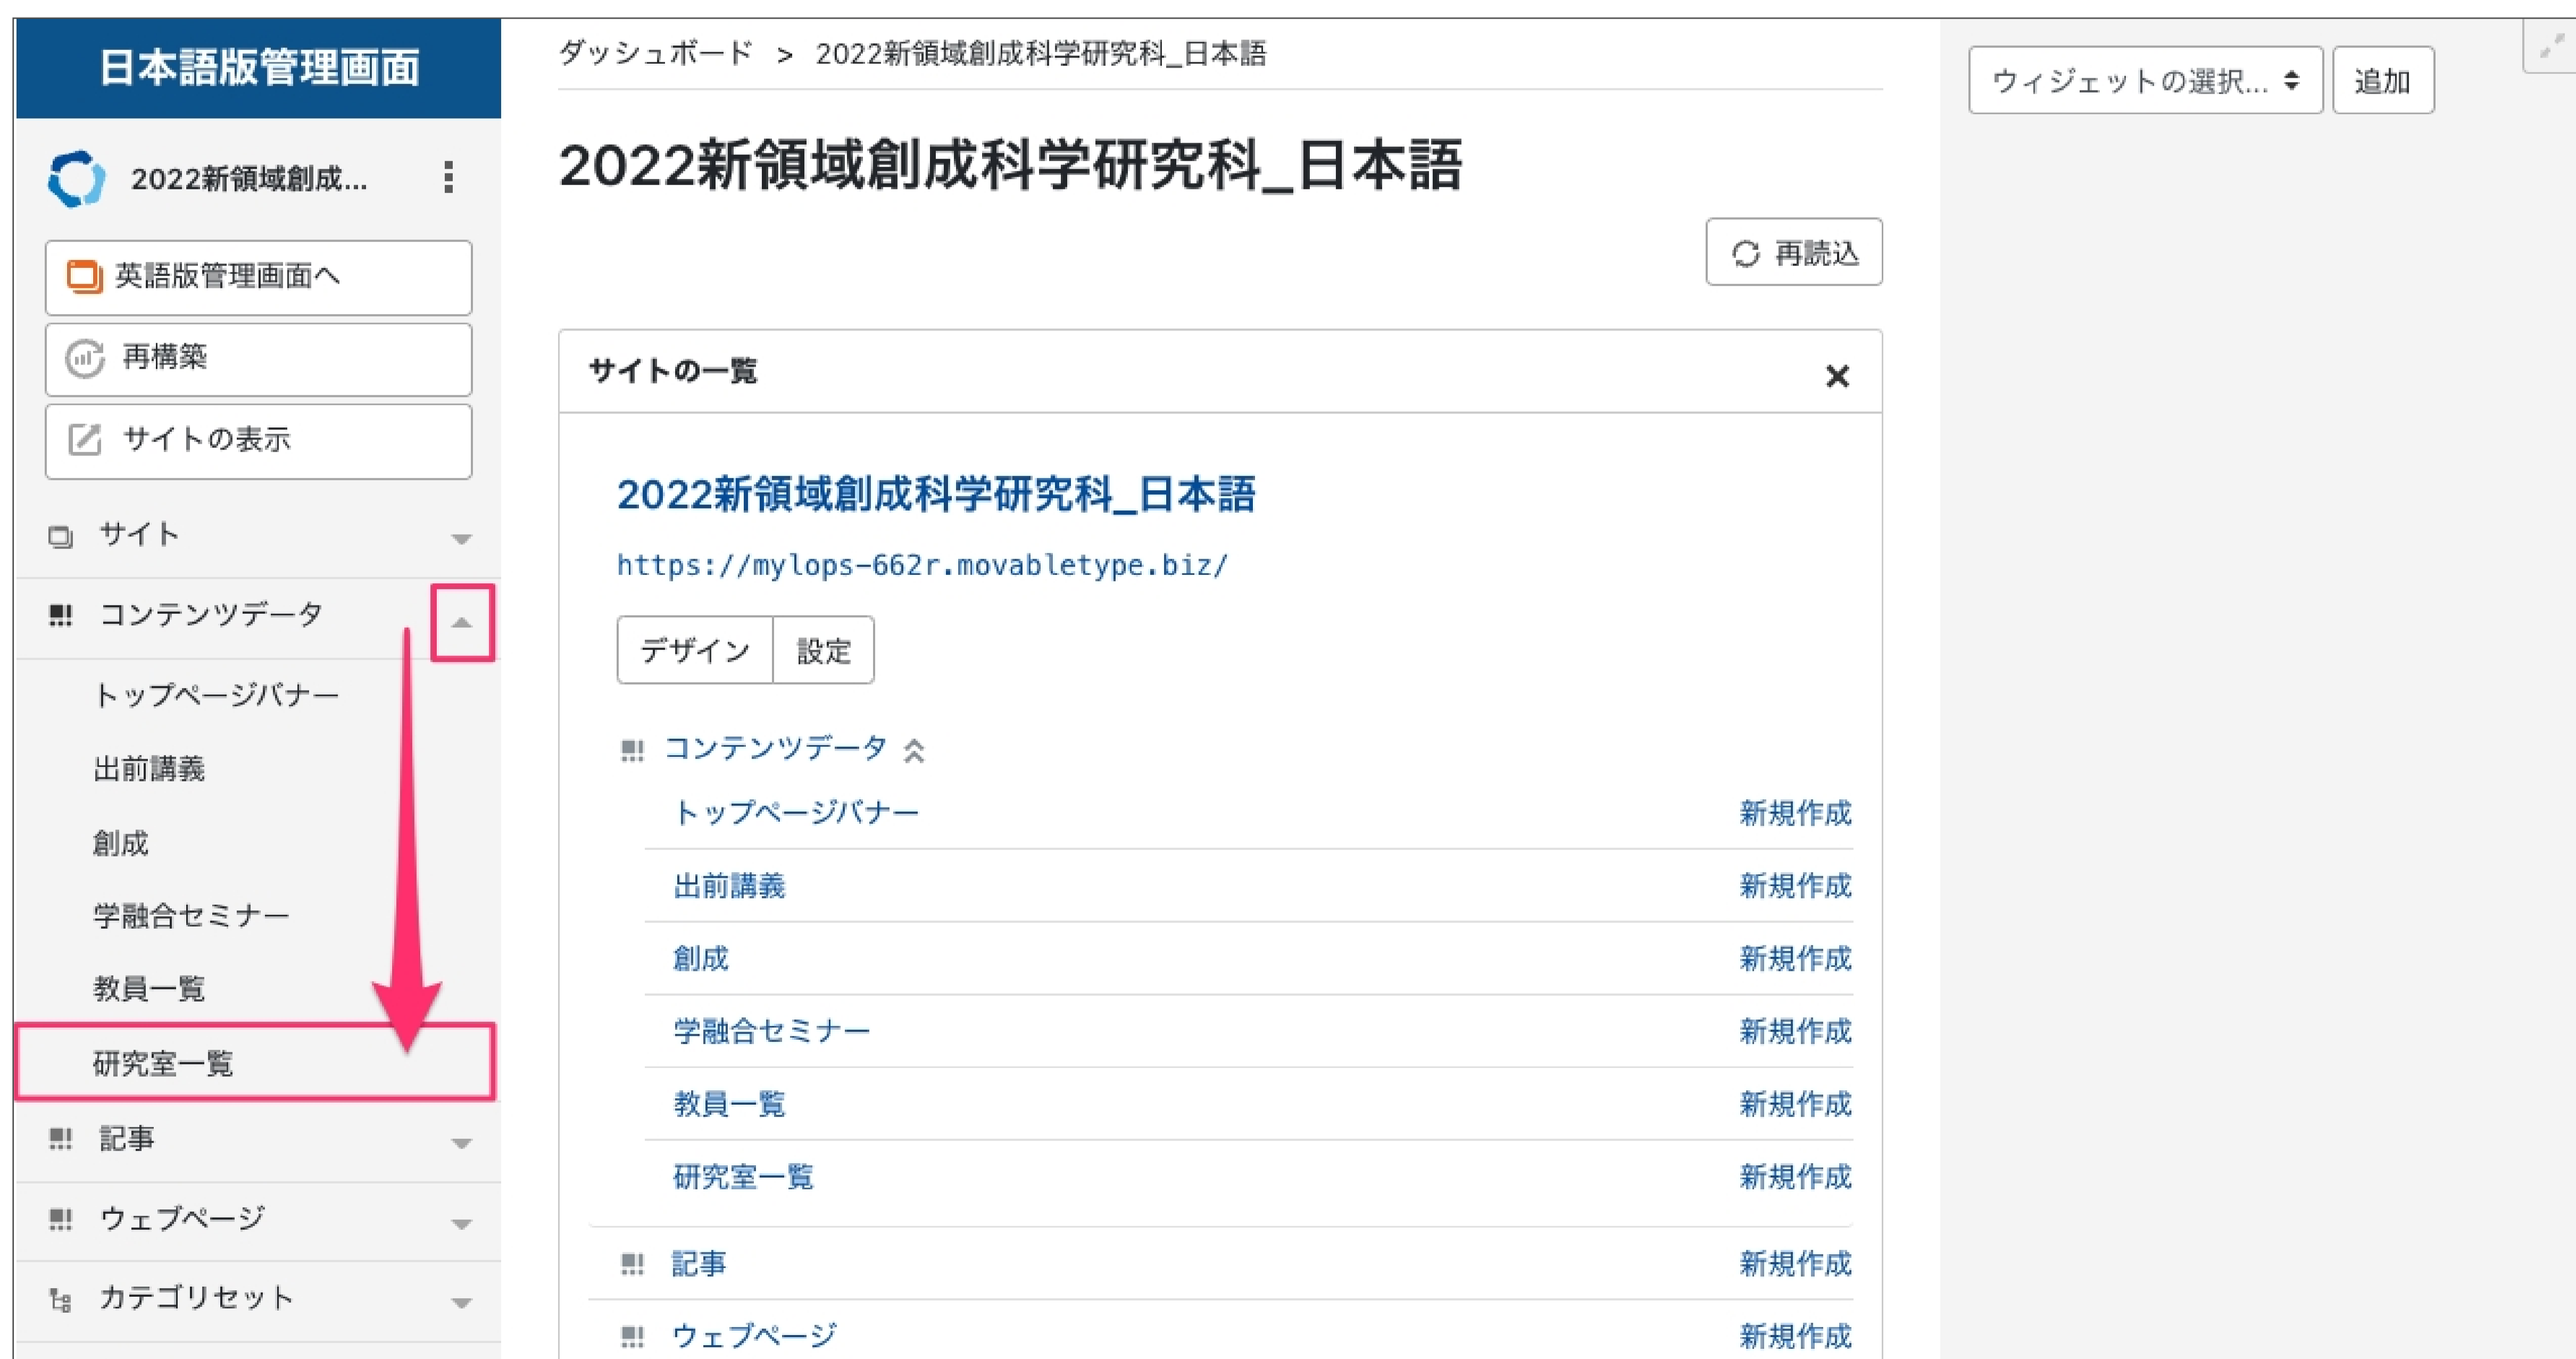 日本語版管理画面
2022新領域創成...
英語版管理画面へ
再構築
サイトの表示
サイト
コンテンツデータ
トップページバナー
出前講義
創成
学融合セミナー
教員一覧
研究室一覧
記事
ウェブページ
カテゴリセット
ダッシュボード > 2022新領域創成科学研究科_日本語
2022新領域創成科学研究科_日本語
再読込
サイトの一覧
2022新領域創成科学研究科_日本語
https://mylops-662r.movabletype.biz/
デザイン 設定
コンテンツデータ
トップページバナー 新規作成
出前講義 新規作成
創成 新規作成
学融合セミナー 新規作成
教員一覧 新規作成
研究室一覧 新規作成
記事 新規作成
ウェブページ 新規作成
ウィジェットの選択... 追加